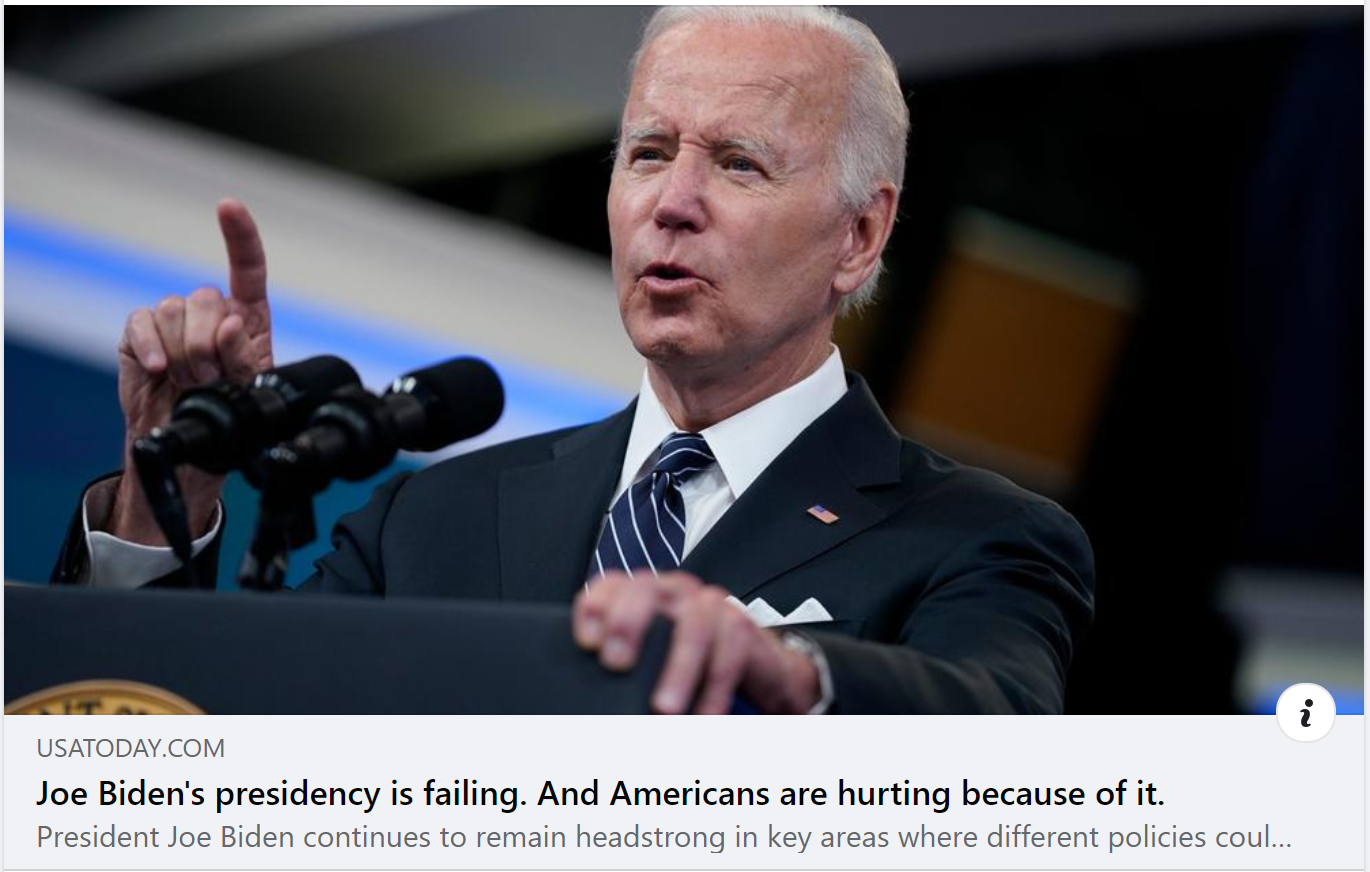 USATODAY.COM
Joe Biden's presidency is failing. And Americans are hurting because of it.
President Joe Biden continues to remain headstrong in key areas where different policies coul...